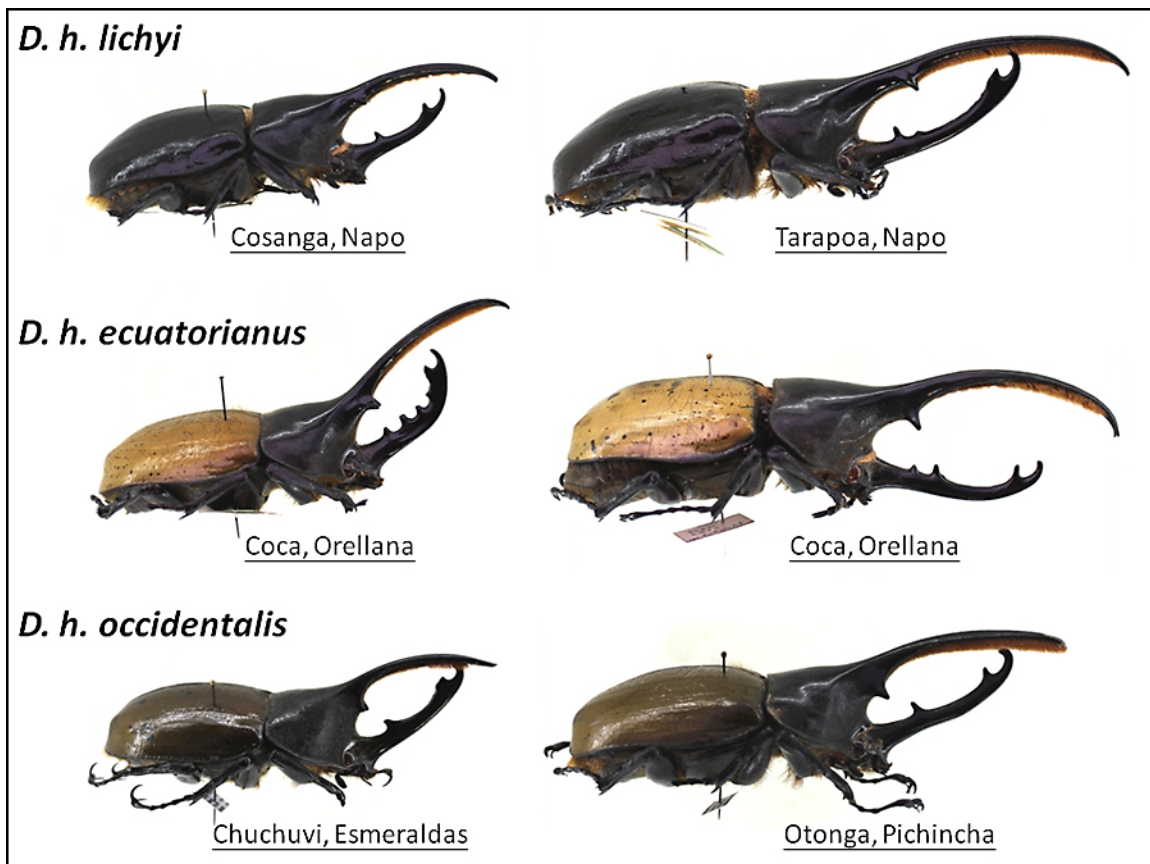 D. h. lichyi
Cosanga, Napo
Tarapoa, Napo
D. h. ecuatorianus
Coca, Orellana
Coca, Orellana
D. h. occidentalis
Chuchuvi, Esmeraldas
Otonga, Pichincha